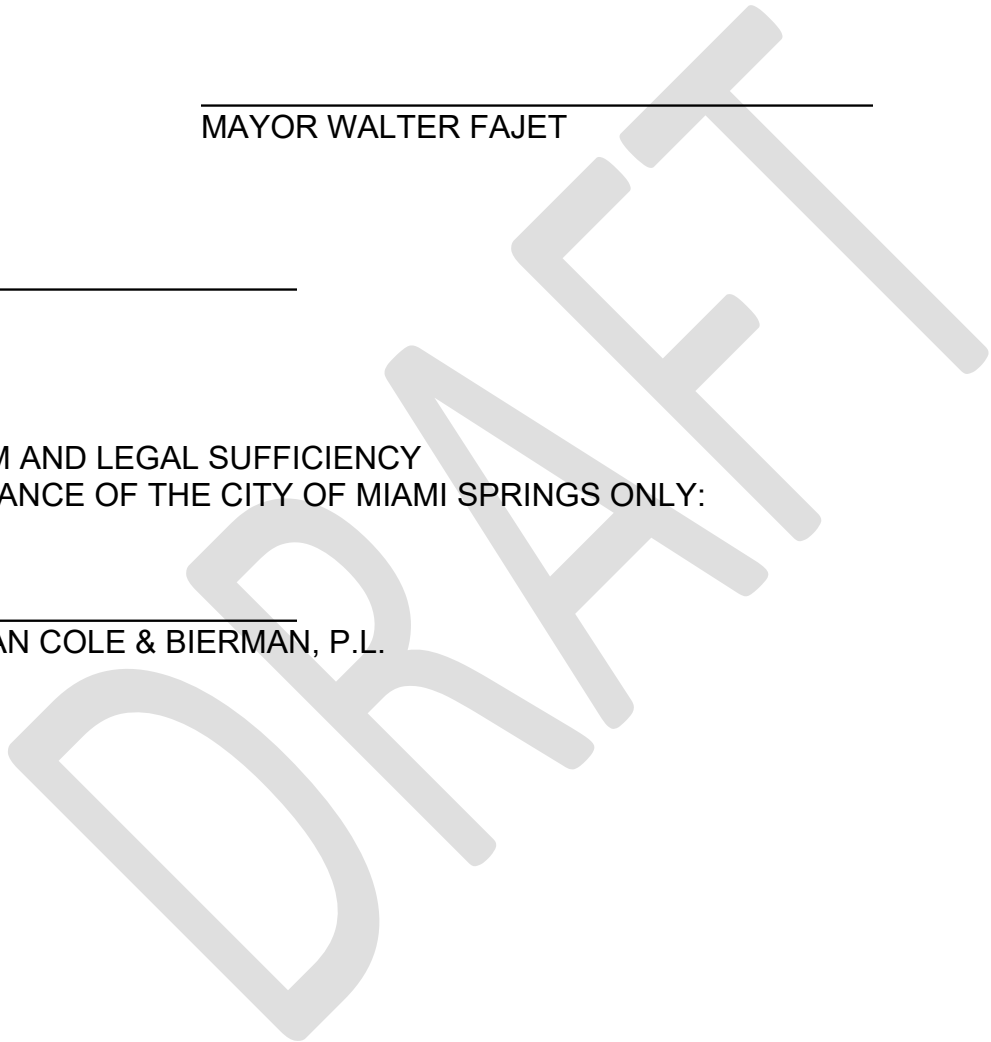 MAYOR WALTER FAJET
M AND LEGAL SUFFICIENCY
ANCE OF THE CITY OF MIAMI SPRINGS ONLY:
AN COLE & BIERMAN, P.L.
DRAFT